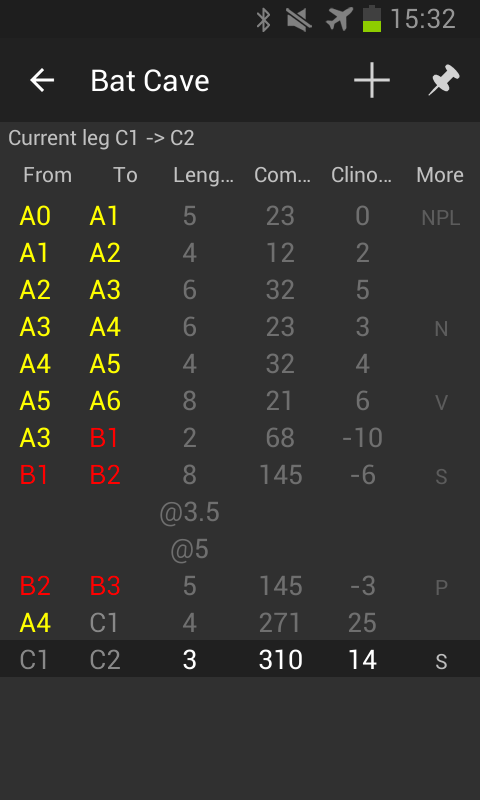 15:32
Bat Cave
Current leg C1 -> C2
From To Leng... Com... Clino... More
A0 A1 5 23 0 NPL
A1 A2 4 12 2
A2 A3 6 32 5
A3 A4 6 23 3 N
A4 A5 4 32 4
A5 A6 8 21 6 V
A3 B1 2 68 -10
B1 B2 8 145 -6 S
@3.5
@5
B2 B3 5 145 -3 P
A4 C1 4 271 25
C1 C2 3 310 14 S